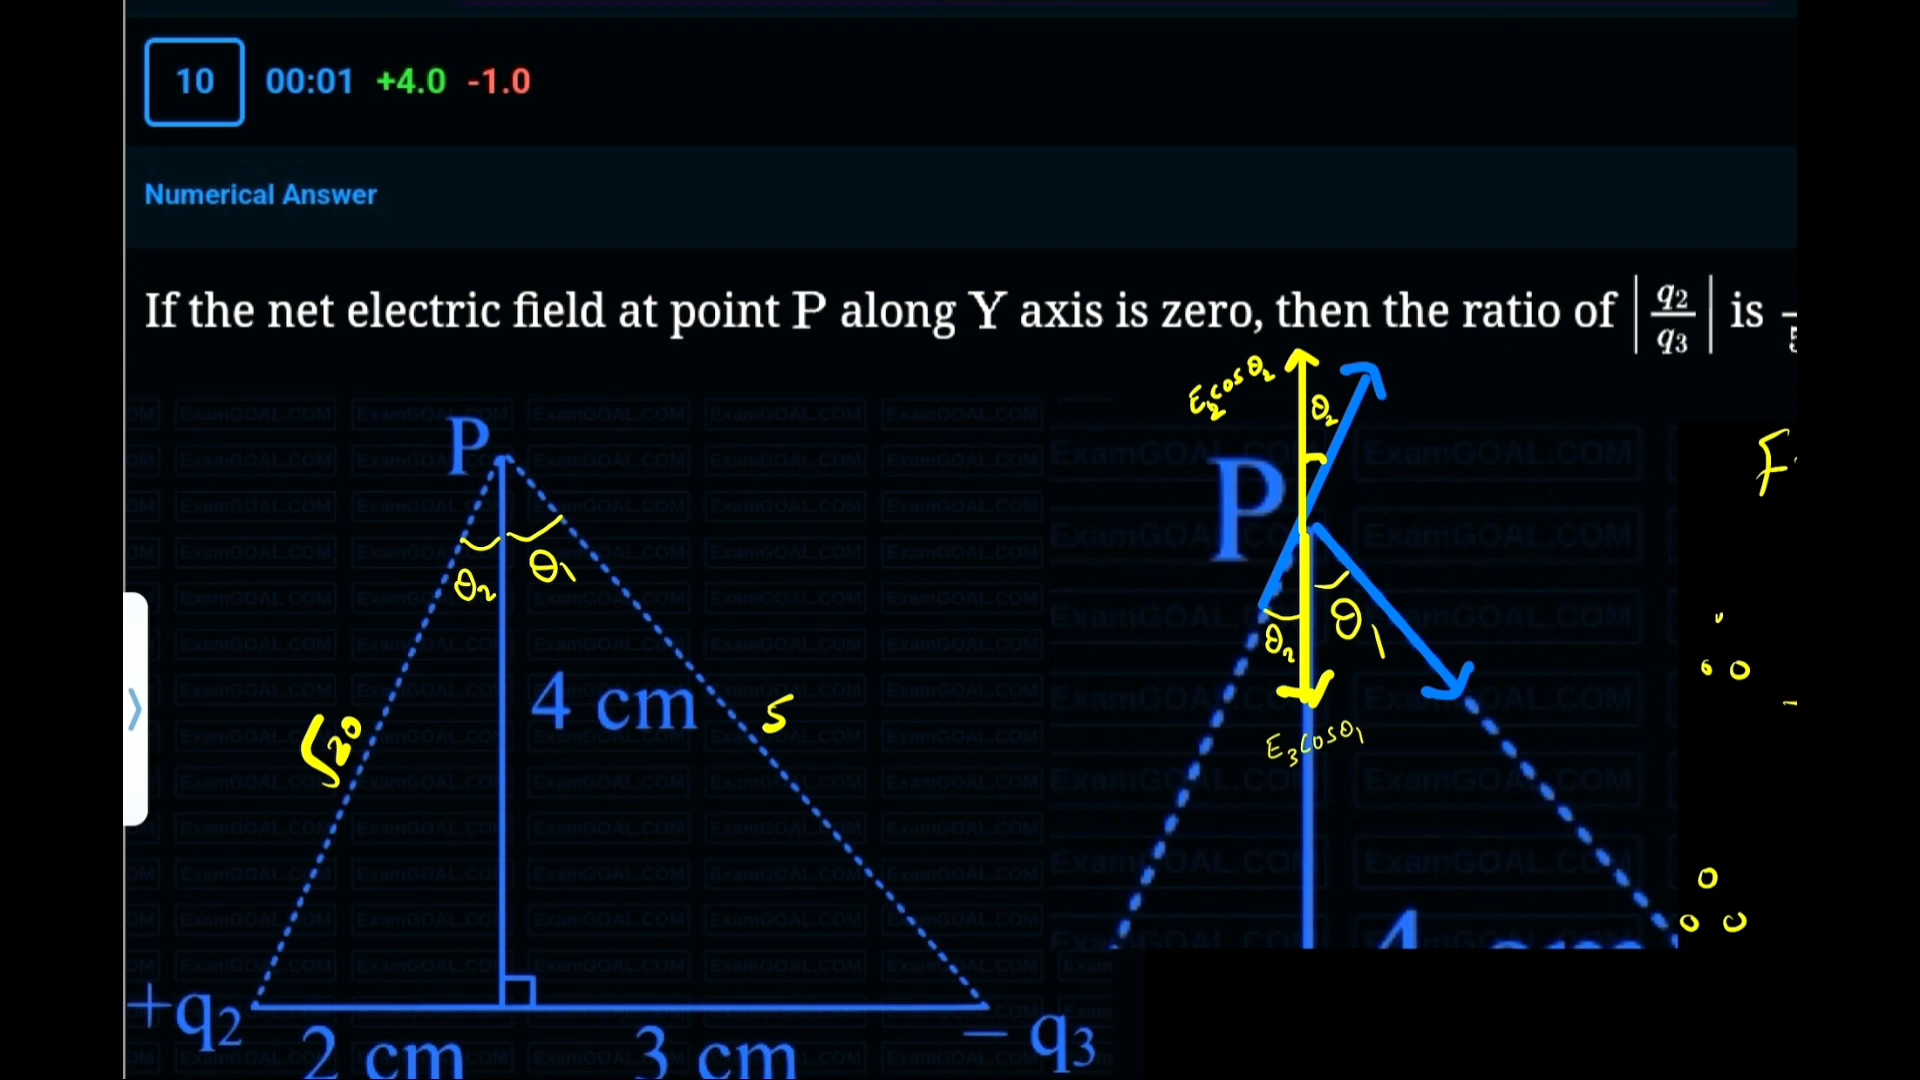 10 00:01 +4.0 -1.0
Numerical Answer
If the net electric field at point P along Y axis is zero, then the ratio of |q₂/q₃| is
E₂cosθ₂
θ₂
P
P
θ₂ θ₁
θ₂ θ₁
4 cm
5
√20
E₃cosθ₁
+q₂
2 cm
3 cm
− q₃
ExamGOAL.COM